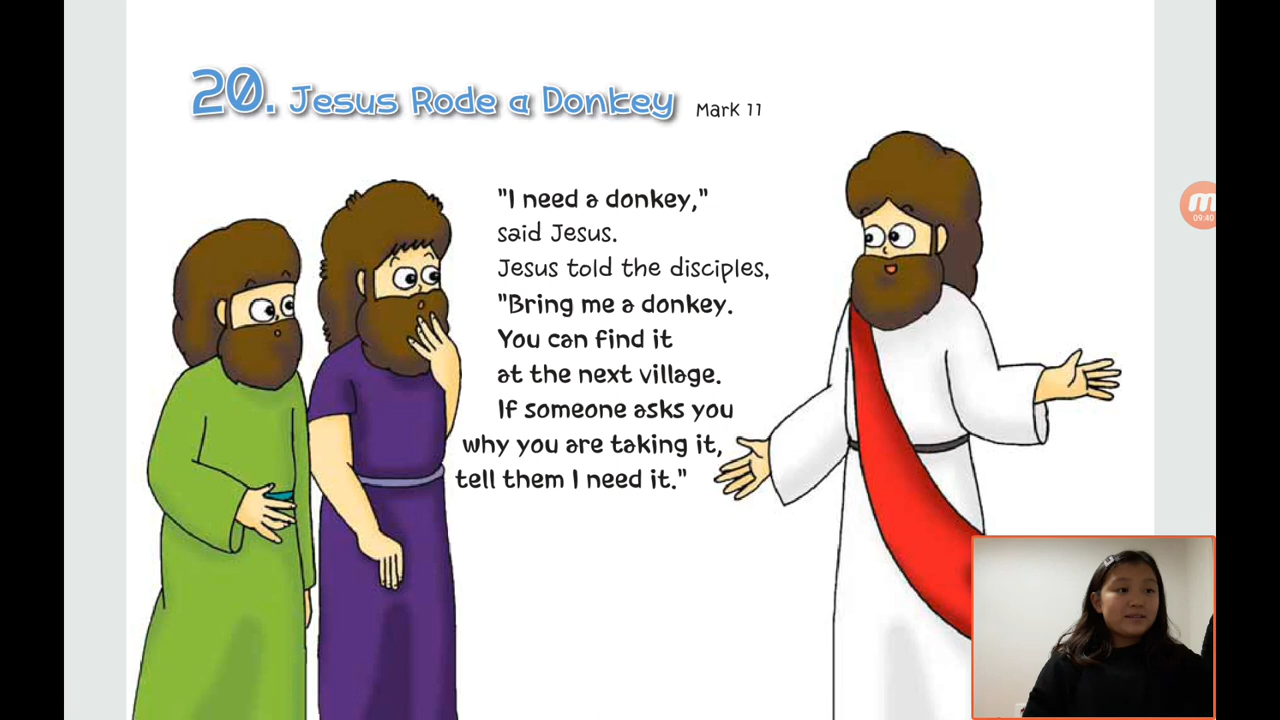 20. Jesus Rode a Donkey Mark 11
"I need a donkey,"
said Jesus.
Jesus told the disciples,
"Bring me a donkey.
You can find it
at the next village.
If someone asks you
why you are taking it,
tell them I need it."
m
09:40